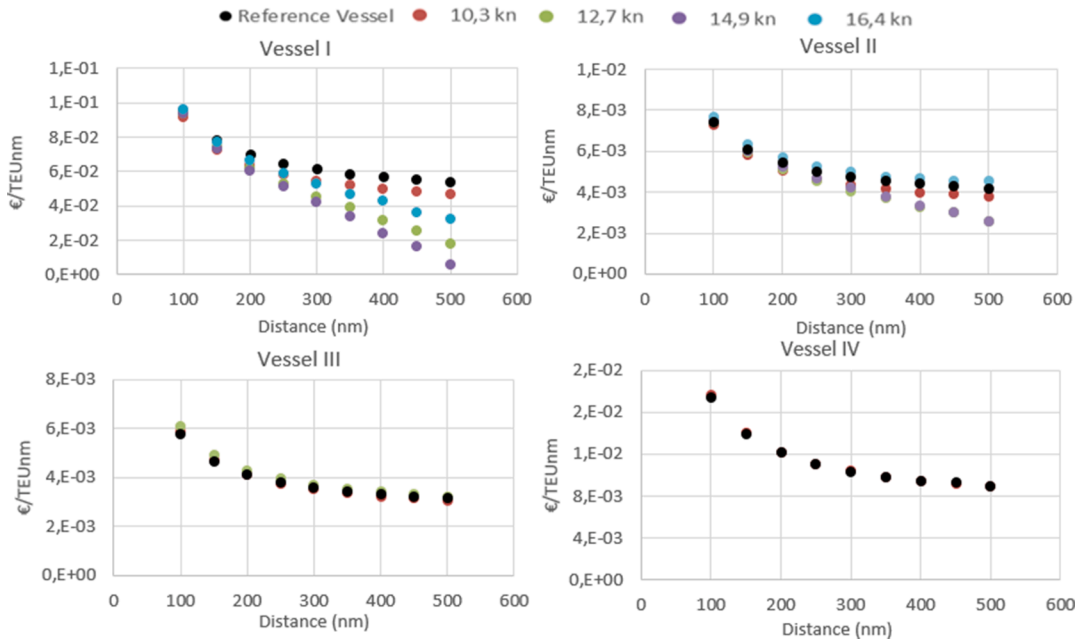 Reference Vessel 10,3 kn 12,7 kn 14,9 kn 16,4 kn
Vessel I
€/TEUnm
1,E-01
1,E-01
8,E-02
6,E-02
4,E-02
2,E-02
0,E+00
0 100 200 300 400 500 600
Distance (nm)
Vessel II
€/TEUnm
1,E-02
8,E-03
6,E-03
4,E-03
2,E-03
0,E+00
0 100 200 300 400 500 600
Distance (nm)
Vessel III
€/TEUnm
8,E-03
6,E-03
4,E-03
2,E-03
0,E+00
0 100 200 300 400 500 600
Distance (nm)
Vessel IV
€/TEUnm
2,E-02
2,E-02
1,E-02
8,E-03
4,E-03
0,E+00
0 100 200 300 400 500 600
Distance (nm)